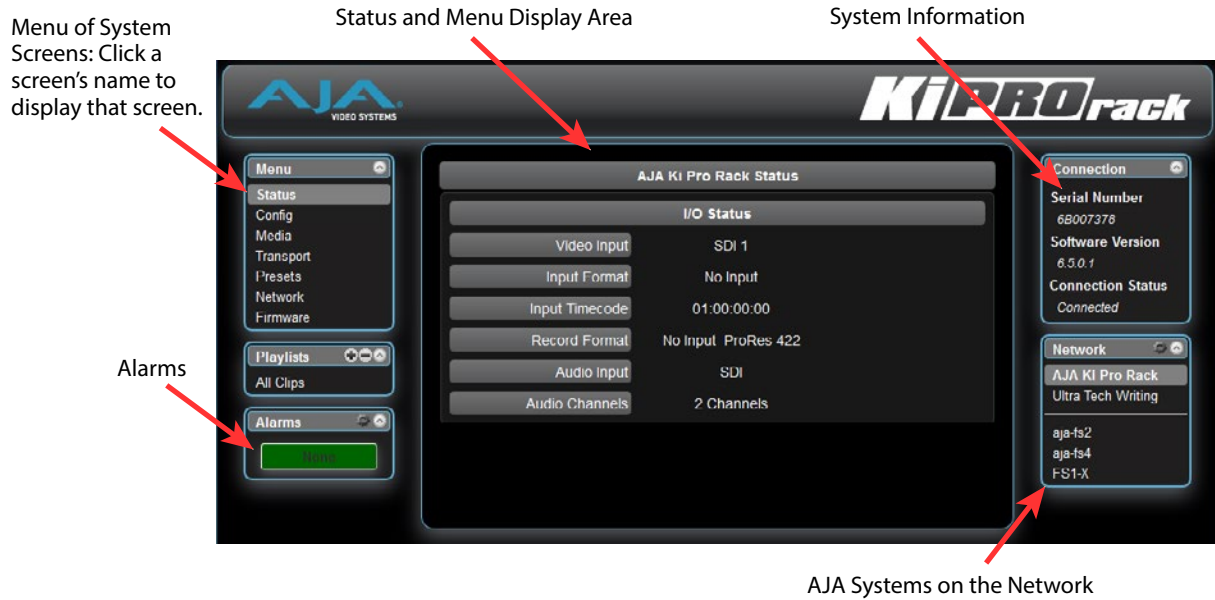 Menu of System
Screens: Click a
screen's name to
display that screen.
Status and Menu Display Area
System Information
AJA
VIDEO SYSTEMS
KiPROrack
Menu
Status
Config
Media
Transport
Presets
Network
Firmware
Playlists
All Clips
Alarms
Alarms
None
AJA Ki Pro Rack Status
I/O Status
Video Input SDI 1
Input Format No Input
Input Timecode 01:00:00:00
Record Format No Input ProRes 422
Audio Input SDI
Audio Channels 2 Channels
Connection
Serial Number
6B007378
Software Version
6.5.0.1
Connection Status
Connected
Network
AJA Ki Pro Rack
Ultra Tech Writing
aja-fs2
aja-fs4
FS1-X
AJA Systems on the Network